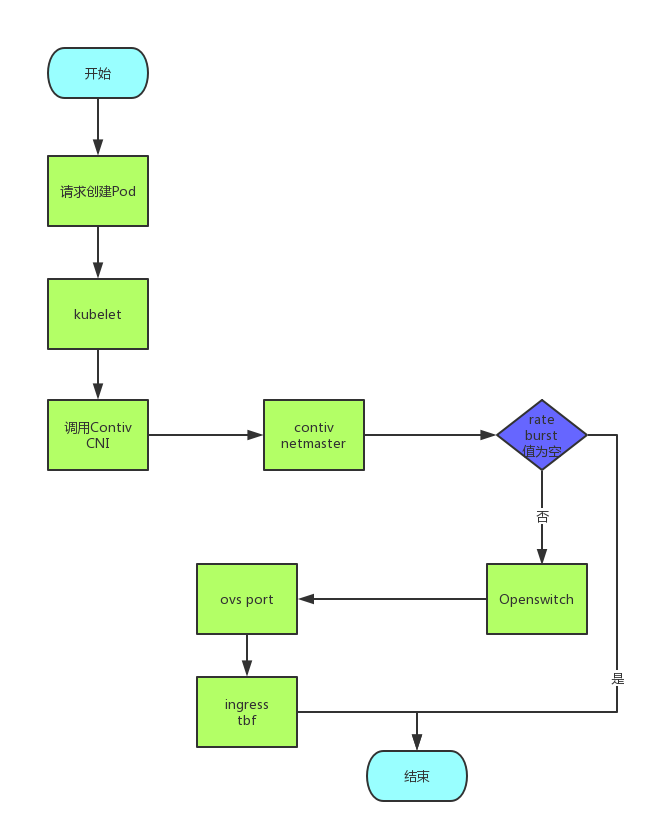 开始
请求创建Pod
kubelet
调用Contiv
CNI
contiv
netmaster
rate
burst
值为空
否
Openswitch
ovs port
是
ingress
tbf
结束